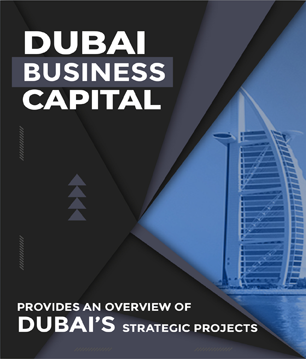 DUBAI
BUSINESS
CAPITAL
PROVIDES AN OVERVIEW OF
DUBAI'S STRATEGIC PROJECTS